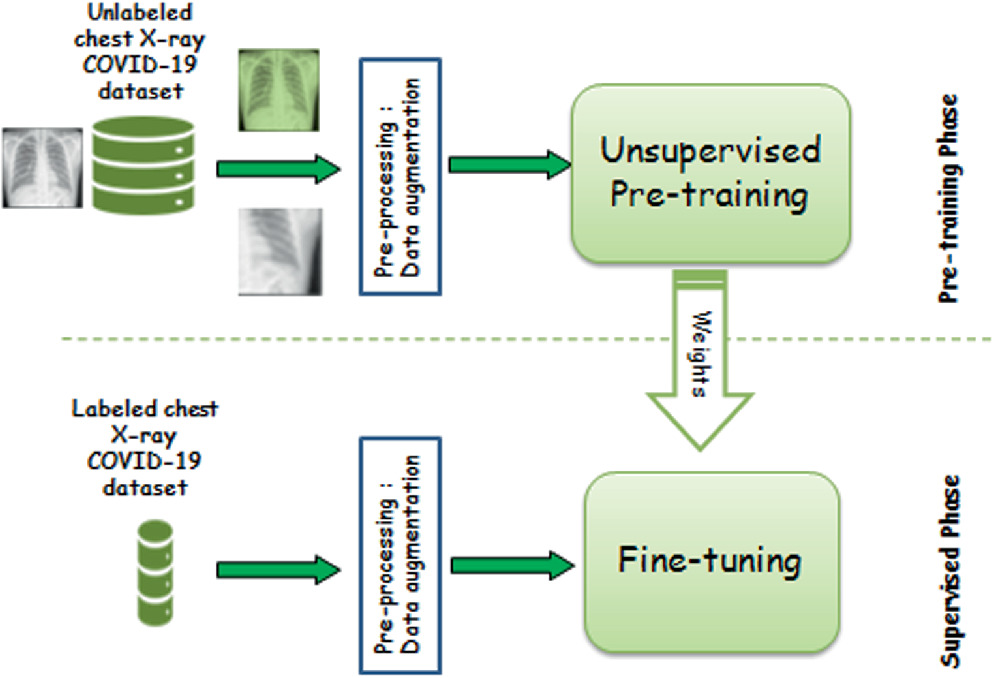 Unlabeled
chest X-ray
COVID-19
dataset
Pre-processing :
Data augmentation
Unsupervised
Pre-training
Pre-training Phase
Weights
Labeled chest
X-ray
COVID-19
dataset
Pre-processing :
Data augmentation
Fine-tuning
Supervised Phase